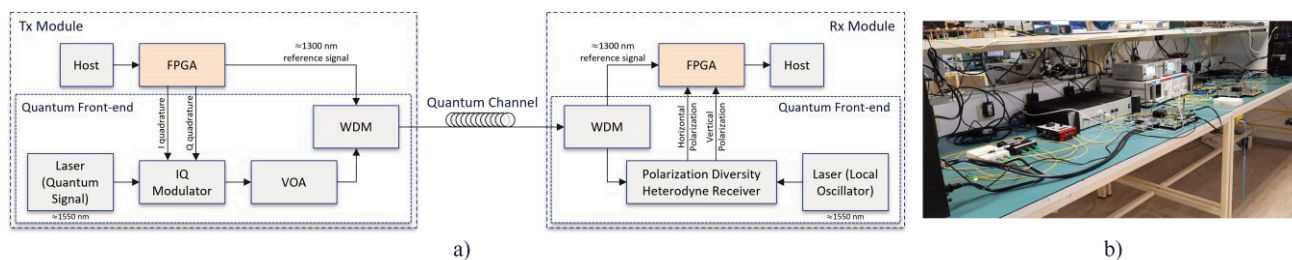 Tx Module
Host
FPGA
≈1300 nm
reference signal
Quantum Front-end
I quadrature
Q quadrature
WDM
Laser
(Quantum
Signal)
≈1550 nm
IQ
Modulator
VOA
Quantum Channel
Rx Module
≈1300 nm
reference signal
FPGA
Host
Quantum Front-end
WDM
Horizontal
Polarization
Vertical
Polarization
Polarization Diversity
Heterodyne Receiver
Laser (Local
Oscillator)
≈1550 nm
a)
b)